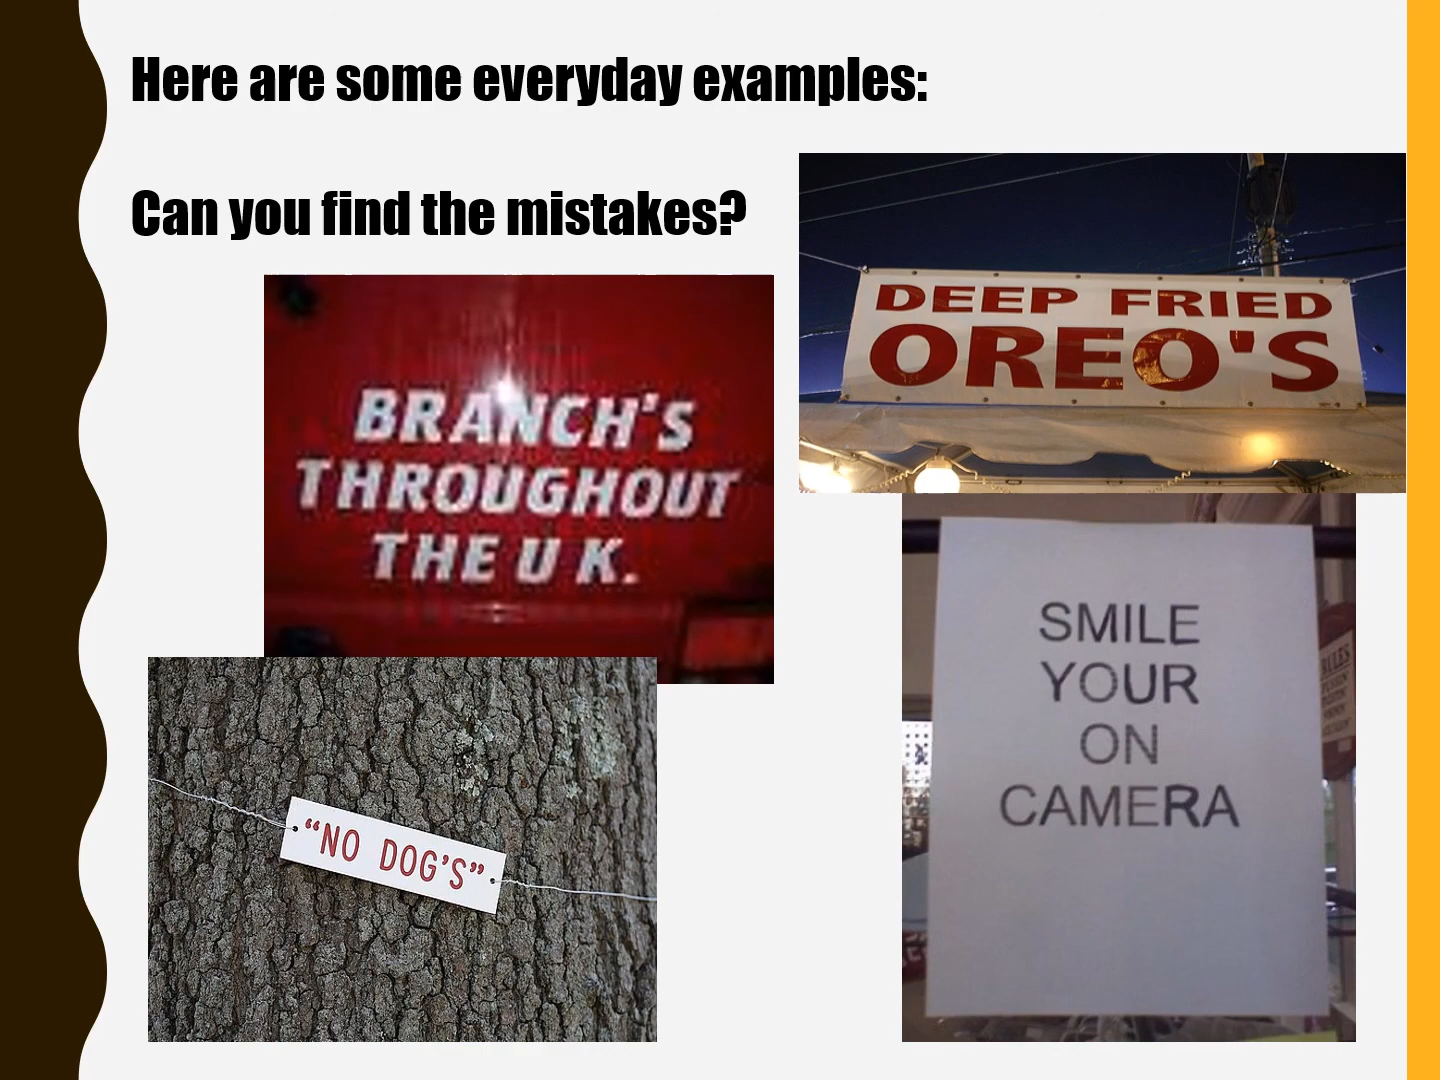 Here are some everyday examples:
Can you find the mistakes?
DEEP FRIED
OREO'S
BRANCH'S
THROUGHOUT
THE U K.
SMILE
YOUR
ON
CAMERA
RULES
"NO DOG'S"